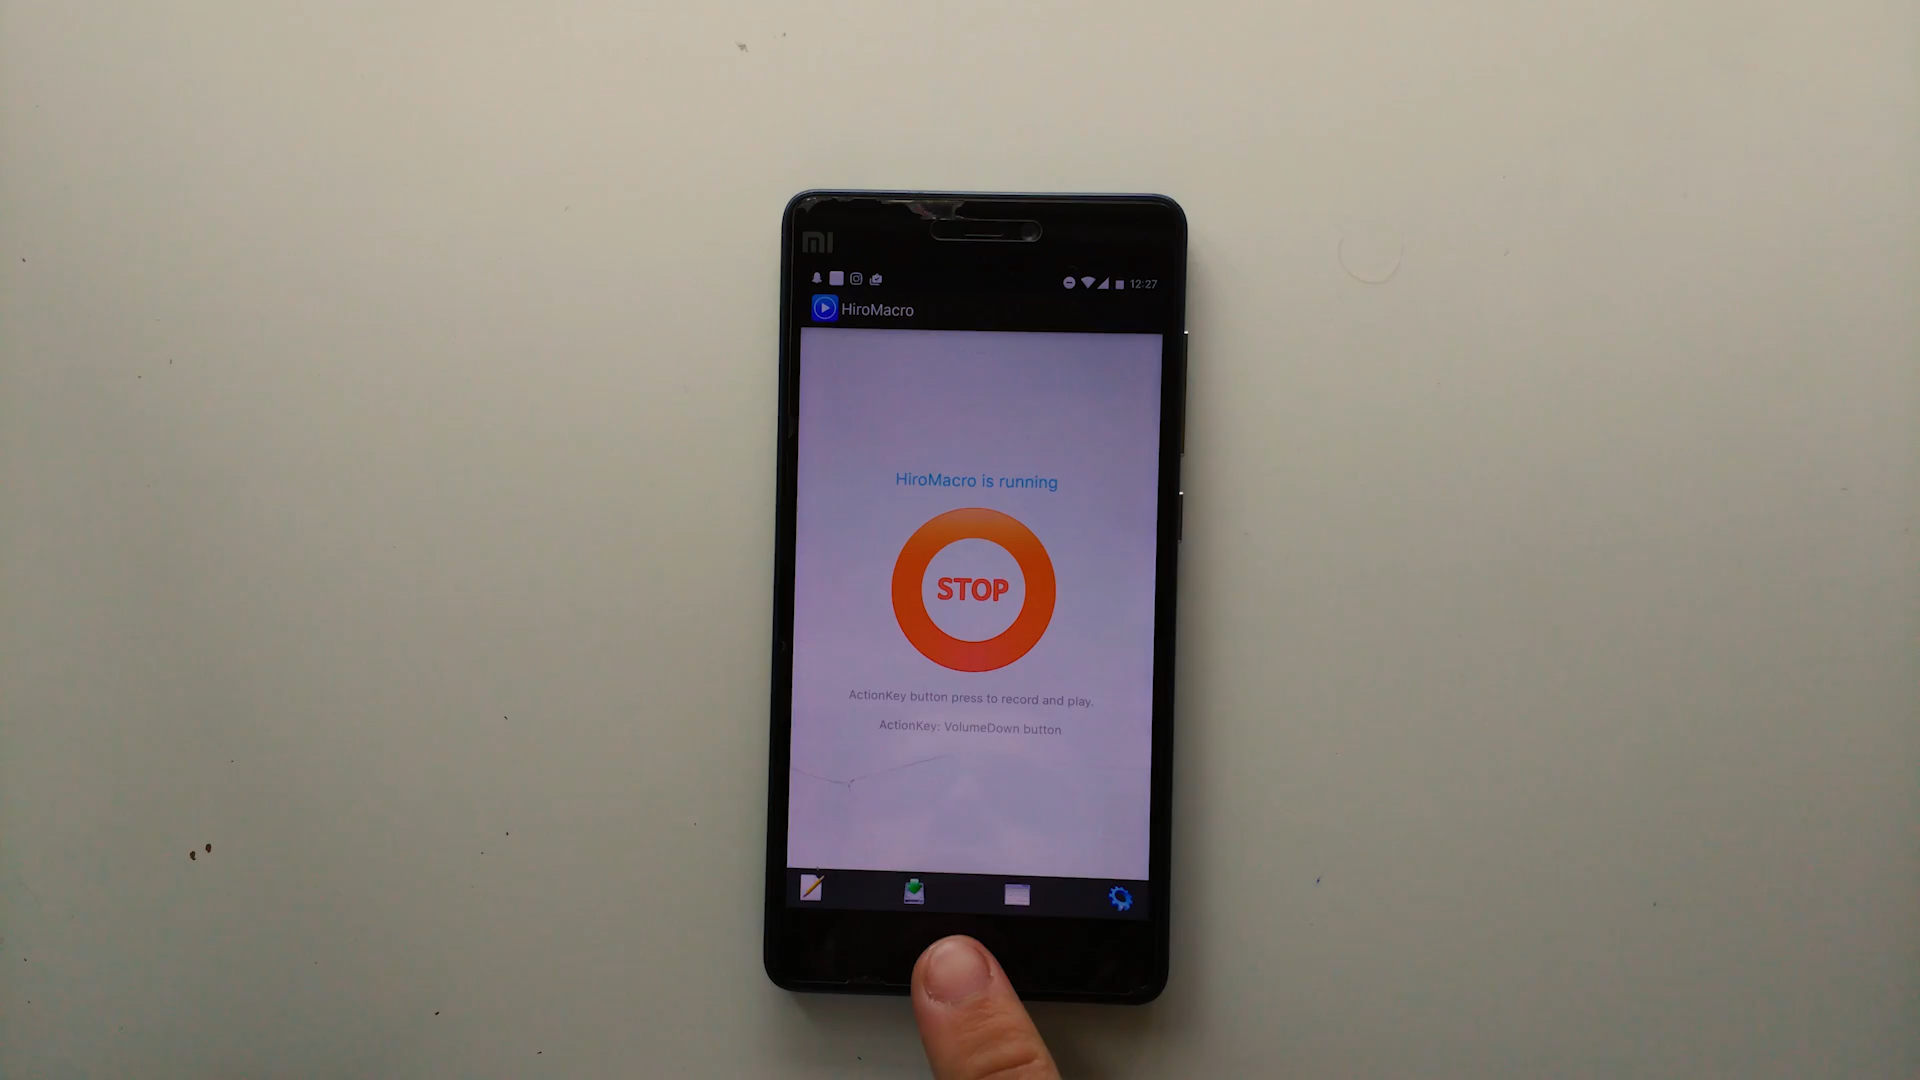 MI
12:27
HiroMacro
HiroMacro is running
STOP
ActionKey button press to record and play.
ActionKey: VolumeDown button